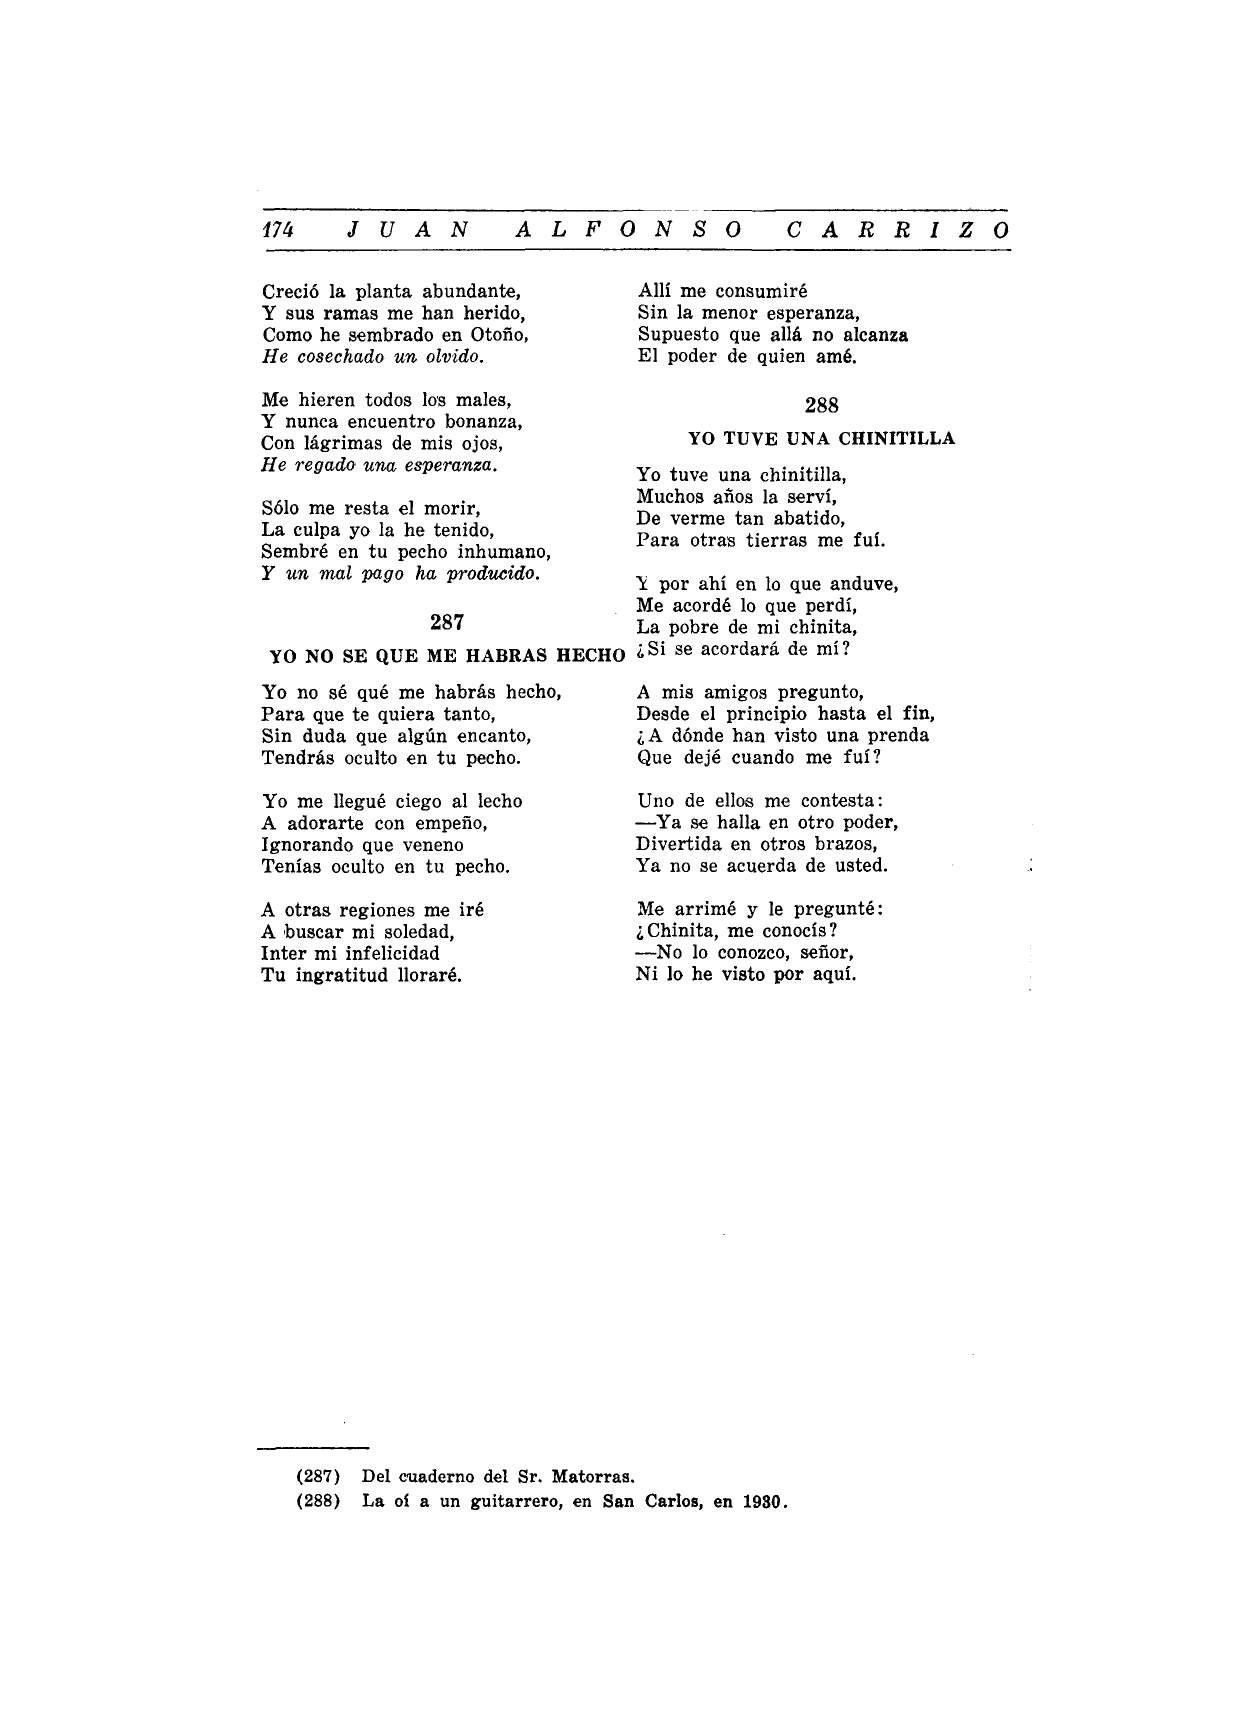 174 JUAN ALFONSO CARRIZO
Creció la planta abundante,
Y sus ramas me han herido,
Como he sembrado en Otoño,
He cosechado un olvido.
Me hieren todos los males,
Y nunca encuentro bonanza,
Con lágrimas de mis ojos,
He regado una esperanza.
Sólo me resta el morir,
La culpa yo la he tenido,
Sembré en tu pecho inhumano,
Y un mal pago ha producido.
287
YO NO SE QUE ME HABRAS HECHO
Yo no sé qué me habrás hecho,
Para que te quiera tanto,
Sin duda que algún encanto,
Tendrás oculto en tu pecho.
Yo me llegué ciego al lecho
A adorarte con empeño,
Ignorando que veneno
Tenías oculto en tu pecho.
A otras regiones me iré
A buscar mi soledad,
Inter mi infelicidad
Tu ingratitud lloraré.
Allí me consumiré
Sin la menor esperanza,
Supuesto que allá no alcanza
El poder de quien amé.
288
YO TUVE UNA CHINITILLA
Yo tuve una chinitilla,
Muchos años la serví,
De verme tan abatido,
Para otras tierras me fuí.
Y por ahí en lo que anduve,
Me acordé lo que perdí,
La pobre de mi chinita,
¿Si se acordará de mí?
A mis amigos pregunto,
Desde el principio hasta el fin,
¿A dónde han visto una prenda
Que dejé cuando me fuí?
Uno de ellos me contesta:
—Ya se halla en otro poder,
Divertida en otros brazos,
Ya no se acuerda de usted.
Me arrimé y le pregunté:
¿Chinita, me conocís?
—No lo conozco, señor,
Ni lo he visto por aquí.
(287) Del cuaderno del Sr. Matorras.
(288) La oí a un guitarrero, en San Carlos, en 1930.